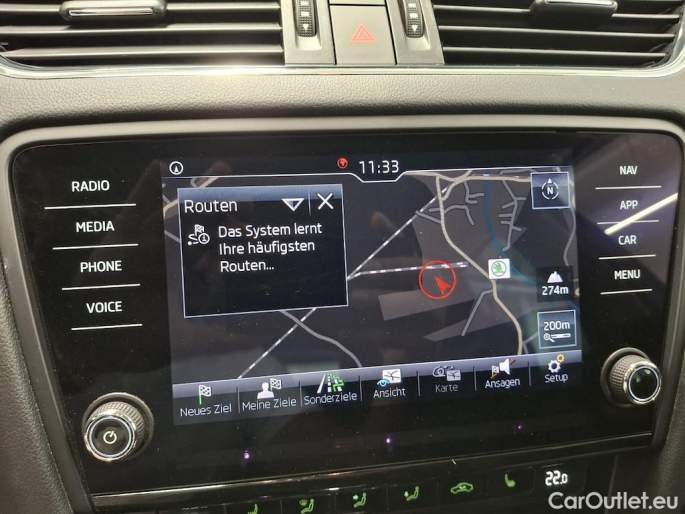 11:33
RADIO
MEDIA
PHONE
VOICE
NAV
APP
CAR
MENU
Routen
Das System lernt
Ihre häufigsten
Routen...
N
274m
200m
Neues Ziel
Meine Ziele
Sonderziele
Ansicht
Karte
Ansagen
Setup
22.0
CarOutlet.eu